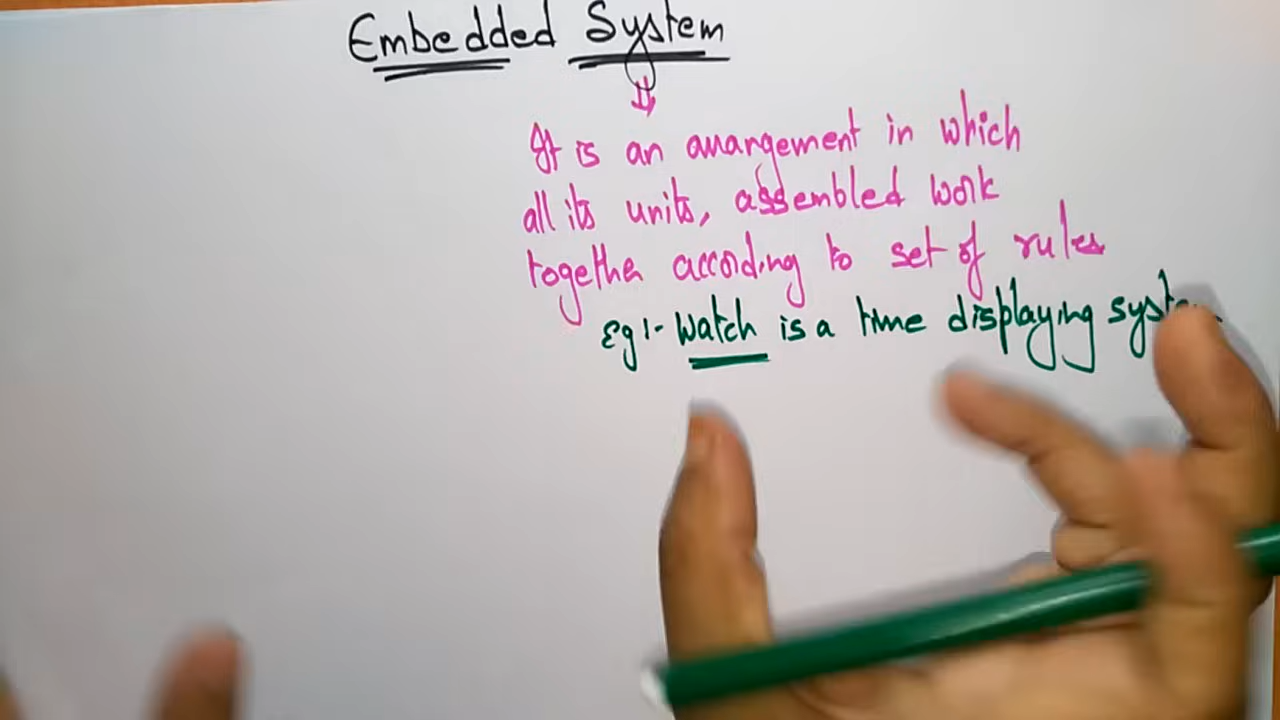 Embedded System
It is an arrangement in which
all its units, assembled work
together according to set of rules
Eg:- Watch is a time displaying system